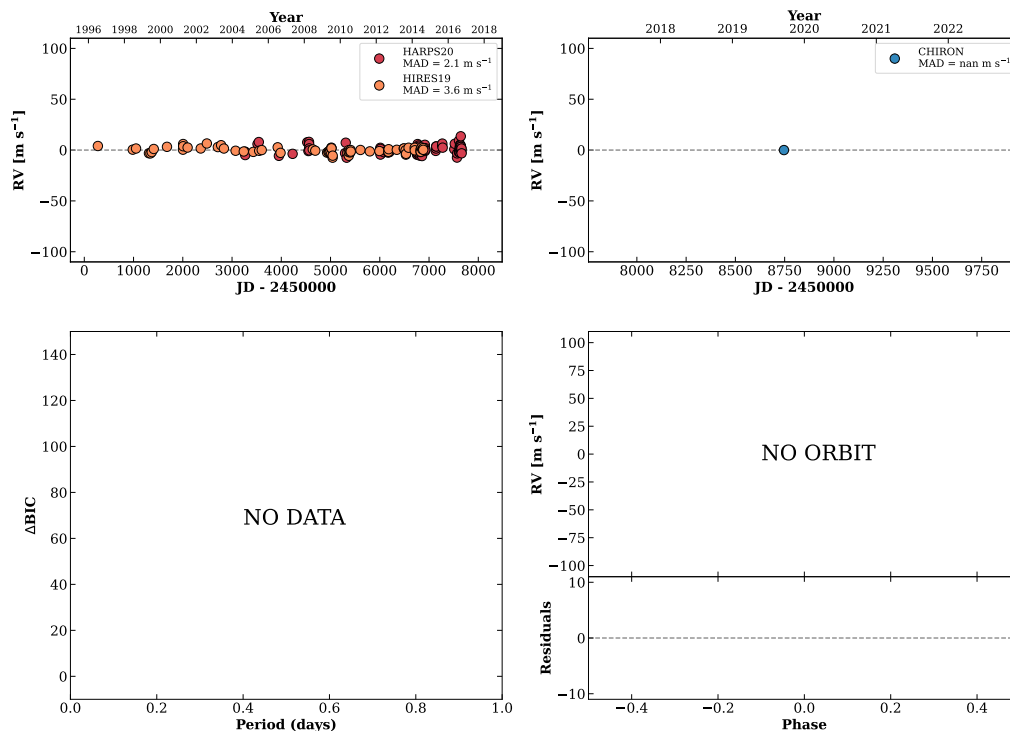 Year
1996 1998 2000 2002 2004 2006 2008 2010 2012 2014 2016 2018
HARPS20
MAD = 2.1 m s⁻¹
HIRES19
MAD = 3.6 m s⁻¹
100
50
0
−50
−100
RV [m s⁻¹]
0 1000 2000 3000 4000 5000 6000 7000 8000
JD - 2450000
Year
2018 2019 2020 2021 2022
CHIRON
MAD = nan m s⁻¹
100
50
0
−50
−100
RV [m s⁻¹]
8000 8250 8500 8750 9000 9250 9500 9750
JD - 2450000
140
120
100
80
60
40
20
0
ΔBIC
NO DATA
0.0 0.2 0.4 0.6 0.8 1.0
Period (days)
100
75
50
25
0
−25
−50
−75
−100
RV [m s⁻¹]
NO ORBIT
10
0
−10
Residuals
−0.4 −0.2 0.0 0.2 0.4
Phase